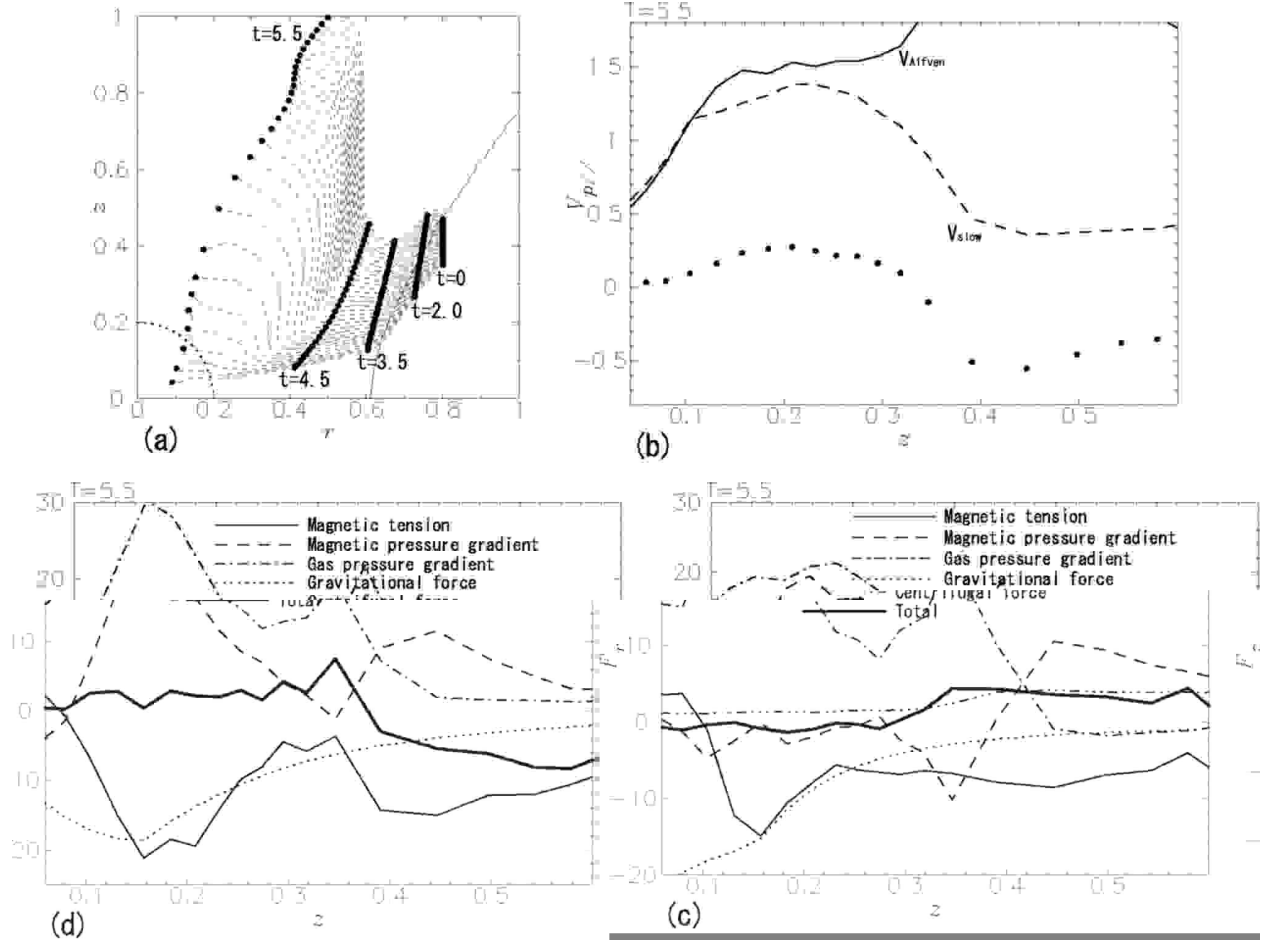 1
0.8
0.6
z
0.4
0.2
0
0
0.2
0.4
0.6
0.8
1
r
t=5.5
t=0
t=2.0
t=3.5
t=4.5
(a)
T=5.5
1.5
1
0.5
0
-0.5
V_Alfven
V_slow
0.1
0.2
0.3
0.4
0.5
z
(b)
T=5.5
30
20
10
0
10
20
Magnetic tension
Magnetic pressure gradient
Gas pressure gradient
Gravitational force
Total
0.1
0.2
0.3
0.4
0.5
z
(d)
T=5.5
30
20
10
0
-10
-20
F_r
Magnetic tension
Magnetic pressure gradient
Gas pressure gradient
Gravitational force
Centrifugal force
Total
0.1
0.2
0.3
0.4
0.5
z
(c)